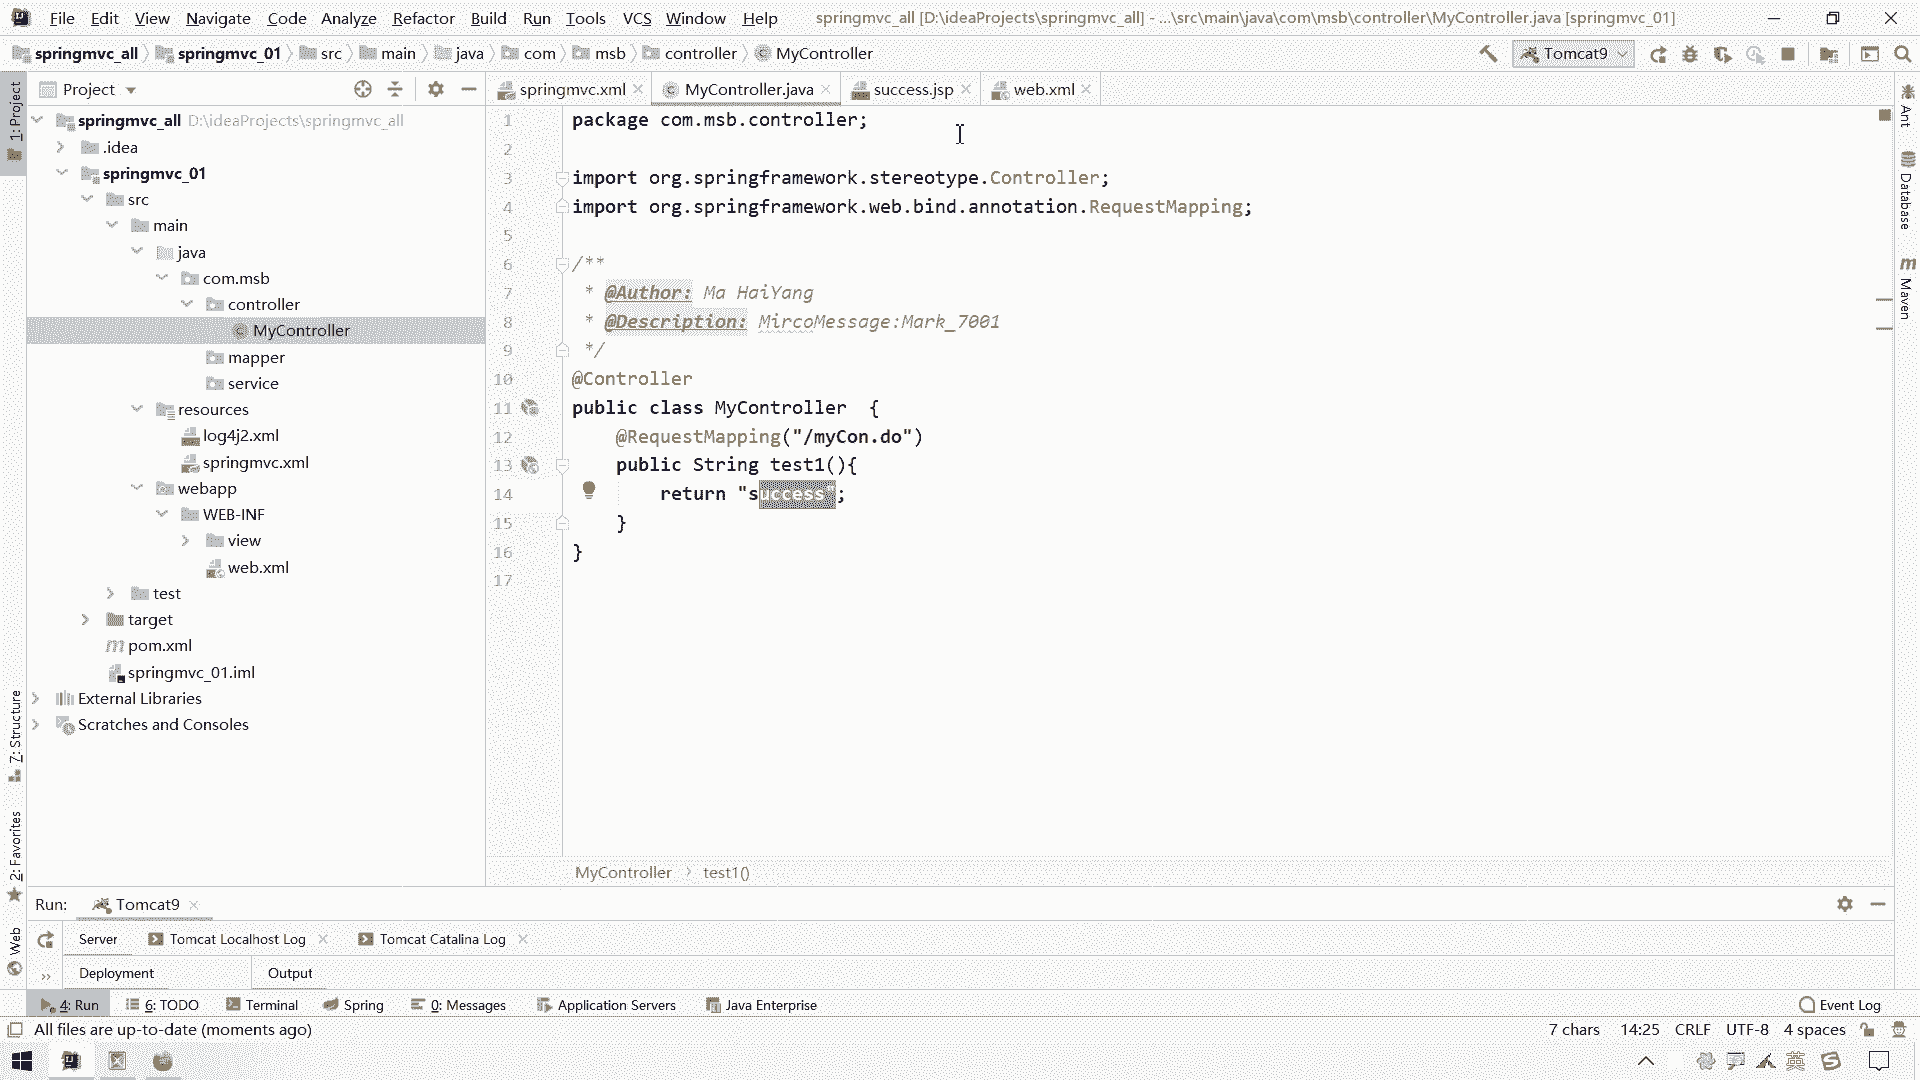 File Edit View Navigate Code Analyze Refactor Build Run Tools VCS Window Help springmvc_all [D:\ideaProjects\springmvc_all] - ...\src\main\java\com\msb\controller\MyController.java [springmvc_01]
springmvc_all springmvc_01 src main java com msb controller MyController Tomcat9
Project springmvc.xml MyController.java success.jsp web.xml
1: Project
7: Structure
2: Favorites
Web
Ant
Database
Maven
springmvc_all D:\ideaProjects\springmvc_all
.idea
springmvc_01
src
main
java
com.msb
controller
MyController
mapper
service
resources
log4j2.xml
springmvc.xml
webapp
WEB-INF
view
web.xml
test
target
pom.xml
springmvc_01.iml
External Libraries
Scratches and Consoles
1 package com.msb.controller;
2
3 import org.springframework.stereotype.Controller;
4 import org.springframework.web.bind.annotation.RequestMapping;
5
6 /**
7 * @Author: Ma HaiYang
8 * @Description: MircoMessage:Mark_7001
9 */
10 @Controller
11 public class MyController {
12 @RequestMapping("/myCon.do")
13 public String test1(){
14 return "success";
15 }
16 }
17
MyController test1()
Run: Tomcat9
Server Tomcat Localhost Log Tomcat Catalina Log
Deployment Output
4: Run 6: TODO Terminal Spring 0: Messages Application Servers Java Enterprise Event Log
All files are up-to-date (moments ago) 7 chars 14:25 CRLF UTF-8 4 spaces
英